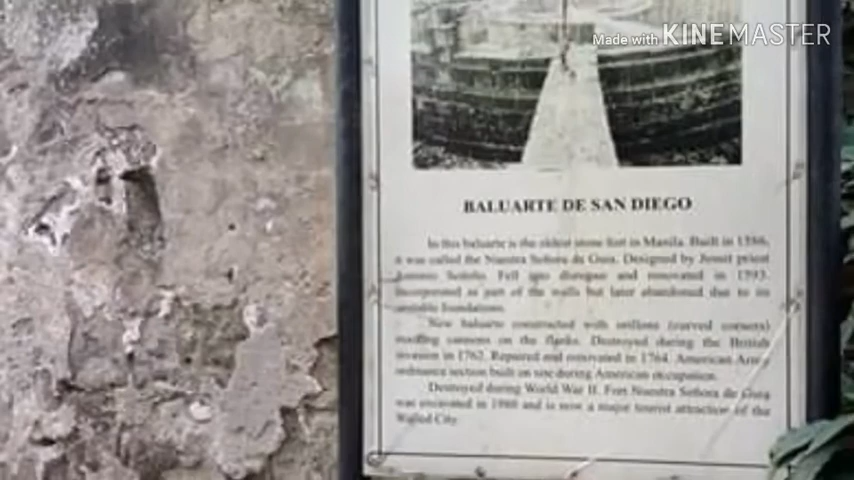 Made with KINEMASTER
BALUARTE DE SAN DIEGO
In this baluarte is the oldest stone fort in Manila. Built in 1586,
it was called the Nuestra Señora de Guia. Designed by Jesuit priest
Antonio Sedeño. Fell into disrepair and renovated in 1593.
Incorporated as part of the walls but later abandoned due to its
foundations.
New baluarte constructed with orillons (curved corners)
cannons on the flanks. Destroyed during the British
invasion in 1762. Repaired and renovated in 1764. American Army
ordnance section built on site during American occupation.
Destroyed during World War II. Fort Nuestra Señora de Guia
was excavated in and is now a major tourist attraction of the
Walled City.